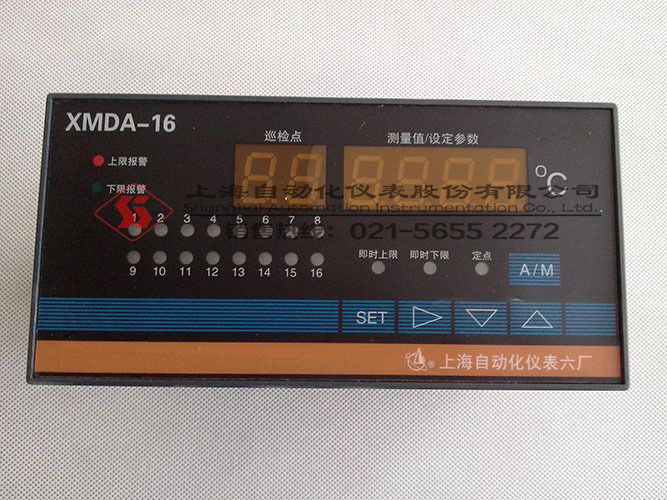 XMDA-16
巡检点
测量值/设定参数
上限报警
下限报警
°C
上海自动化仪表股份有限公司
Shanghai Automation Instrumentation Co., Ltd.
销售热线：021-5655 2272
1 2 3 4 5 6 7 8
9 10 11 12 13 14 15 16
即时上限 即时下限 定点
A/M
SET
® 上海自动化仪表六厂